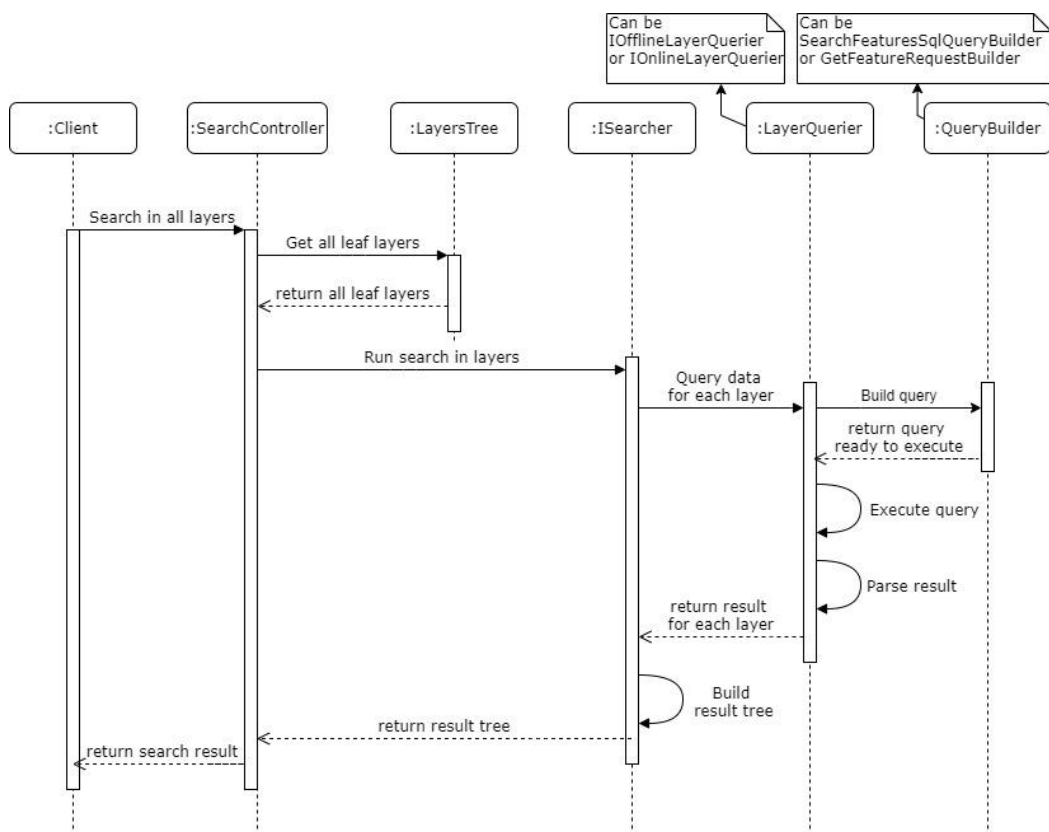 Can be
IOfflineLayerQuerier
or IOnlineLayerQuerier
Can be
SearchFeaturesSqlQueryBuilder
or GetFeatureRequestBuilder
:Client
:SearchController
:LayersTree
:ISearcher
:LayerQuerier
:QueryBuilder
Search in all layers
Get all leaf layers
return all leaf layers
Run search in layers
Query data
for each layer
Build query
return query
ready to execute
Execute query
Parse result
return result
for each layer
Build
result tree
return result tree
return search result